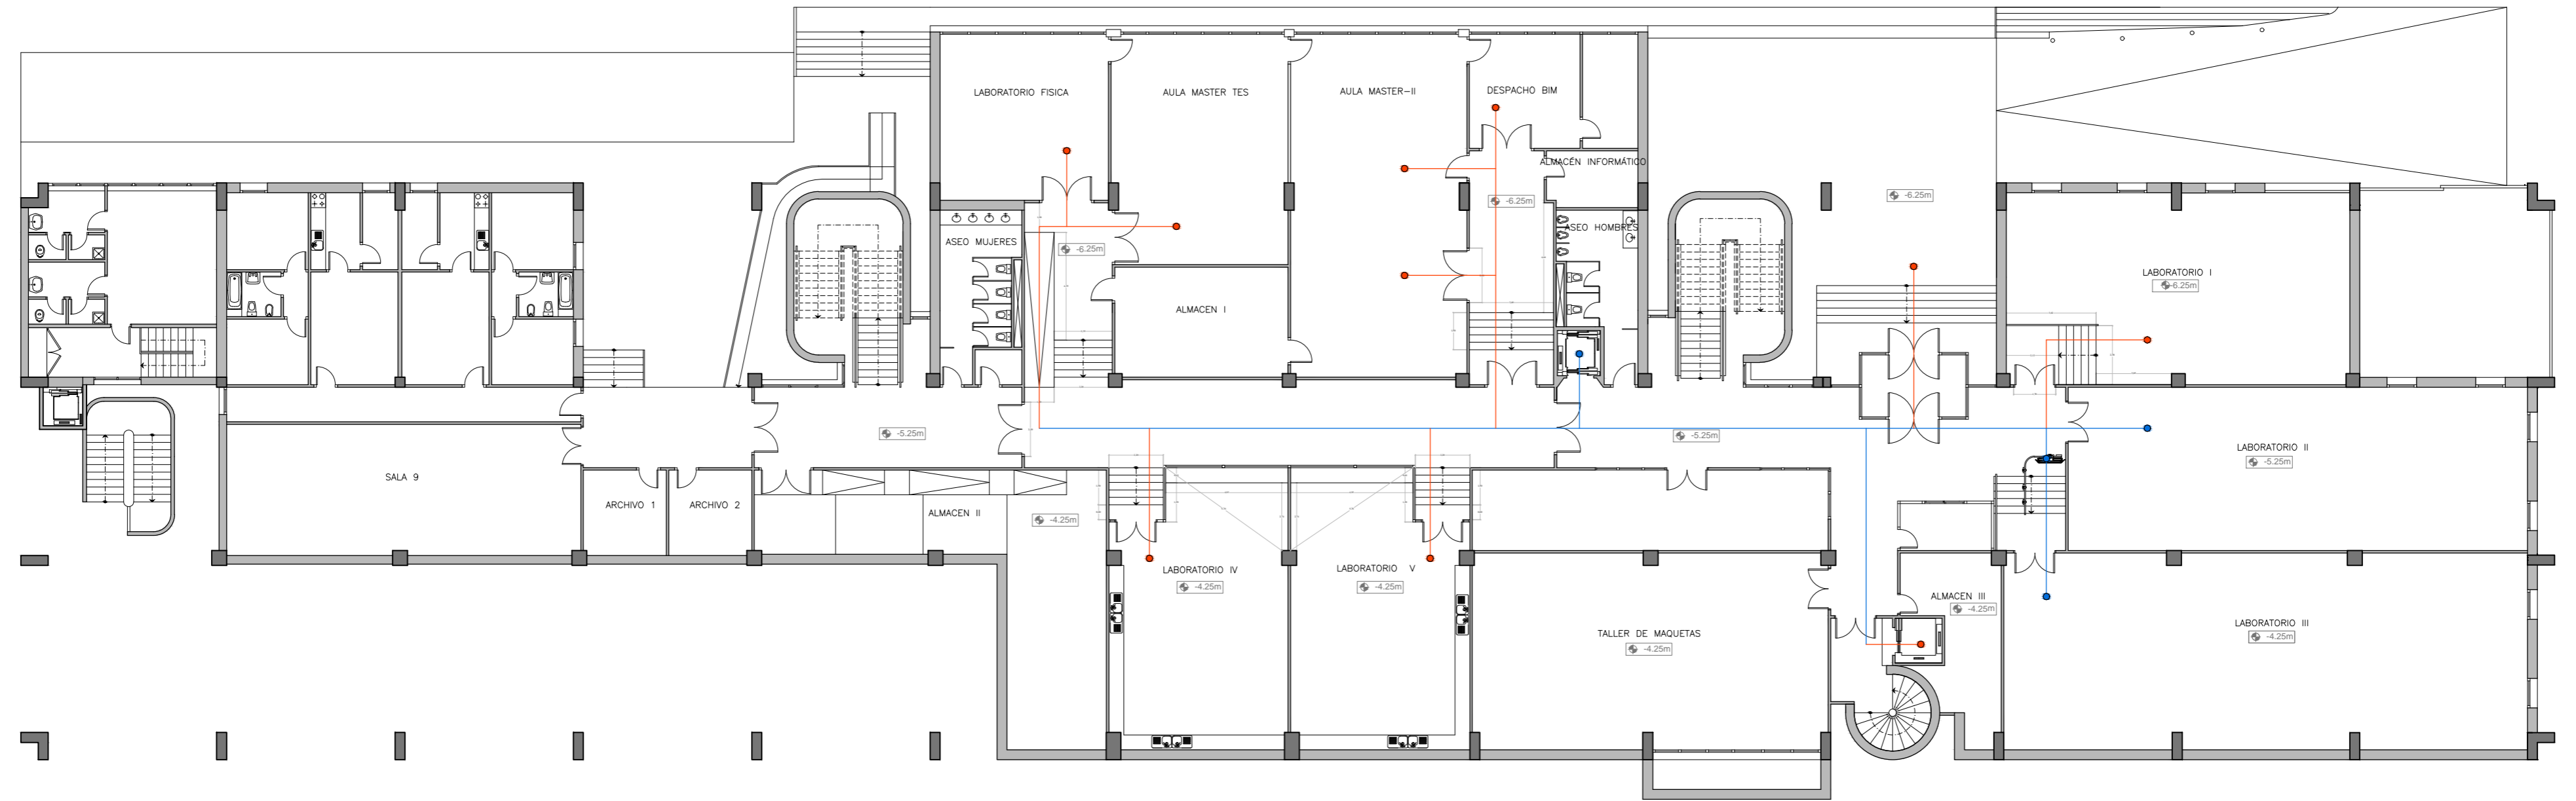 LABORATORIO FISICA
AULA MASTER TES
AULA MASTER-II
DESPACHO BIM
ALMACÉN INFORMÁTICO
-6.25m
-6.25m
ASEO HOMBRES
ASEO MUJERES
-6.25m
LABORATORIO I
-6.25m
ALMACEN I
-5.25m
-5.25m
LABORATORIO II
-5.25m
SALA 9
ARCHIVO 1
ARCHIVO 2
ALMACEN II
-4.25m
LABORATORIO IV
-4.25m
LABORATORIO V
-4.25m
ALMACEN III
-4.25m
TALLER DE MAQUETAS
-4.25m
LABORATORIO III
-4.25m